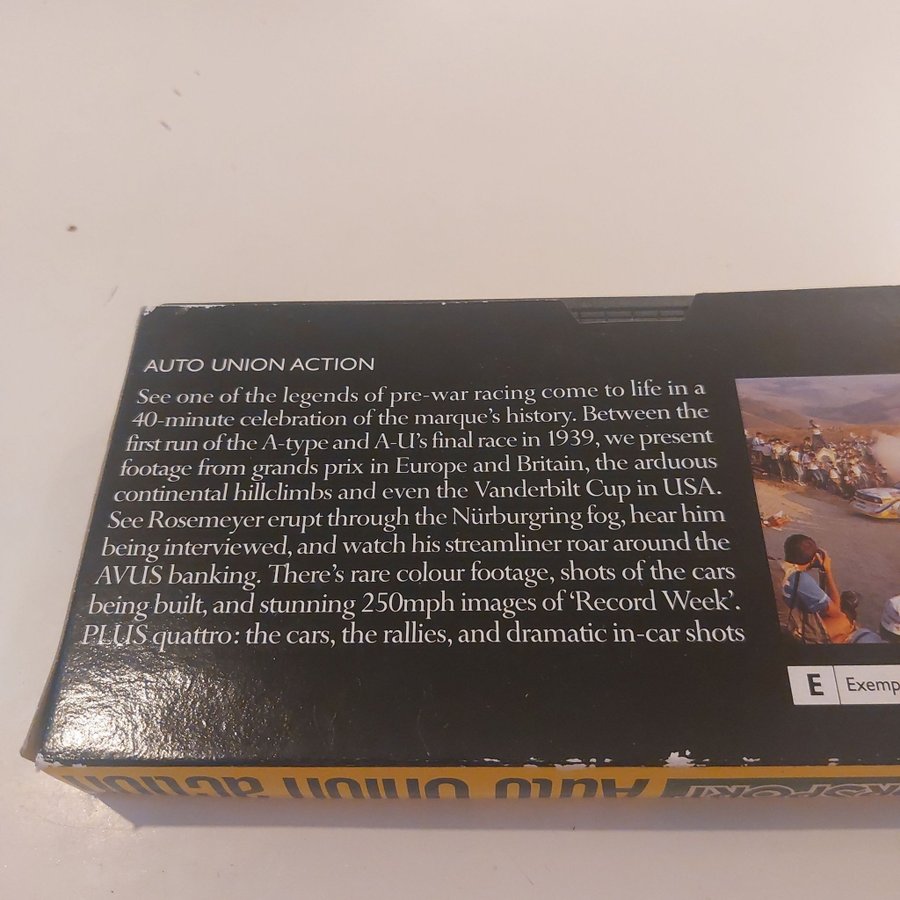 AUTO UNION ACTION
See one of the legends of pre-war racing come to life in a
40-minute celebration of the marque's history. Between the
first run of the A-type and A-U's final race in 1939, we present
footage from grands prix in Europe and Britain, the arduous
continental hillclimbs and even the Vanderbilt Cup in USA.
See Rosemeyer erupt through the Nürburgring fog, hear him
being interviewed, and watch his streamliner roar around the
AVUS banking. There's rare colour footage, shots of the cars
being built, and stunning 250mph images of 'Record Week'.
PLUS quattro: the cars, the rallies, and dramatic in-car shots
E
Auto Union action